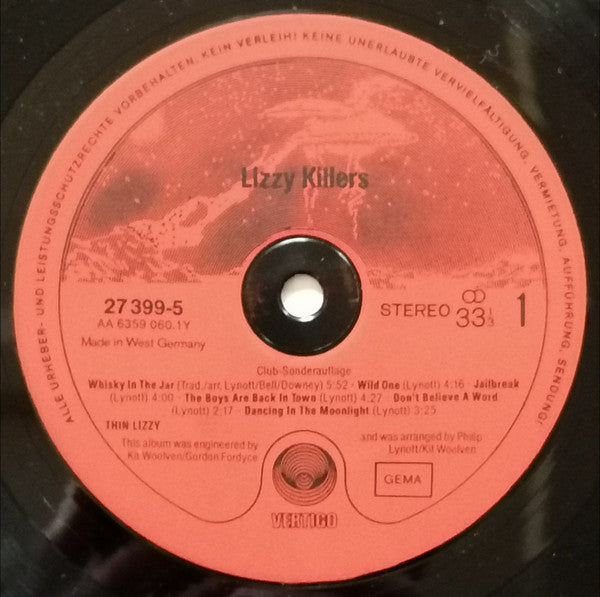 ALLE URHEBER- UND LEISTUNGSSCHUTZRECHTE VORBEHALTEN. KEIN VERLEIH! KEINE UNERLAUBTE VERVIELFÄLTIGUNG, VERMIETUNG, AUFFÜHRUNG, SENDUNG!
Lizzy Killers
27 399-5
AA 6359 060.1Y
Made in West Germany
STEREO 33 1/3 1
Club-Sonderauflage
Whisky In The Jar (Trad./arr. Lynott/Bell/Downey) 5:52 · Wild One (Lynott) 4:16 · Jailbreak
(Lynott) 4:00 · The Boys Are Back In Town (Lynott) 4:27 · Don't Believe A Word
(Lynott) 2:17 · Dancing In The Moonlight (Lynott) 3:25
THIN LIZZY
This album was engineered by
Kit Woolven/Gordon Fordyce
and was arranged by Philip
Lynott/Kit Woolven
GEMA
VERTIGO